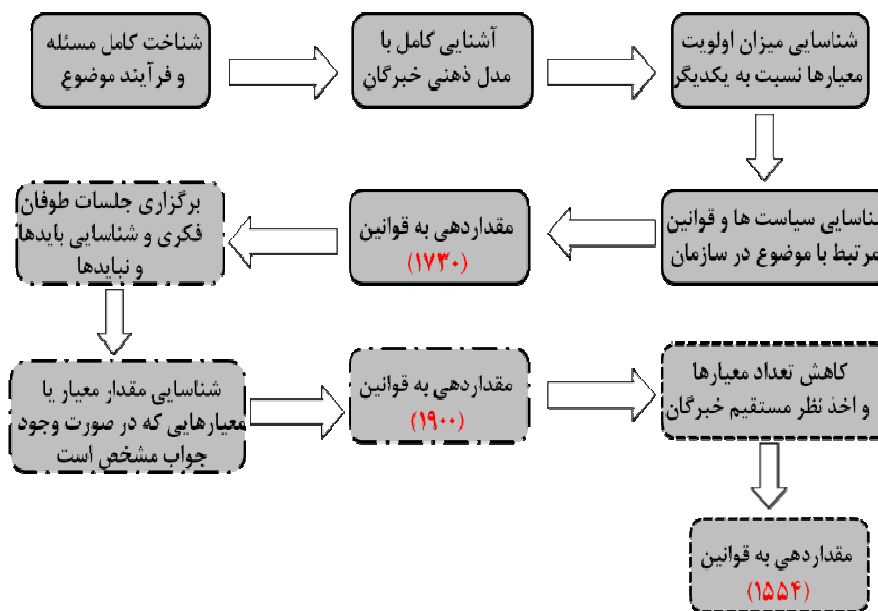 شناخت کامل مسئله
و فرآیند موضوع
آشنایی کامل با
مدل ذهنی خبرگان
شناسایی میزان اولویت
معیارها نسبت به یکدیگر
ناسایی سیاست ها و قوانین
مرتبط با موضوع در سازمان
مقداردهی به قوانین
(۱۷۳۰)
برگزاری جلسات طوفان
فکری و شناسایی بایدها
و نبایدها
شناسایی مقدار معیار یا
معیارهایی که در صورت وجود
جواب مشخص است
مقداردهی به قوانین
(۱۹۰۰)
کاهش تعداد معیارها
و اخذ نظر مستقیم خبرگان
مقداردهی به قوانین
(۱۵۵۴)